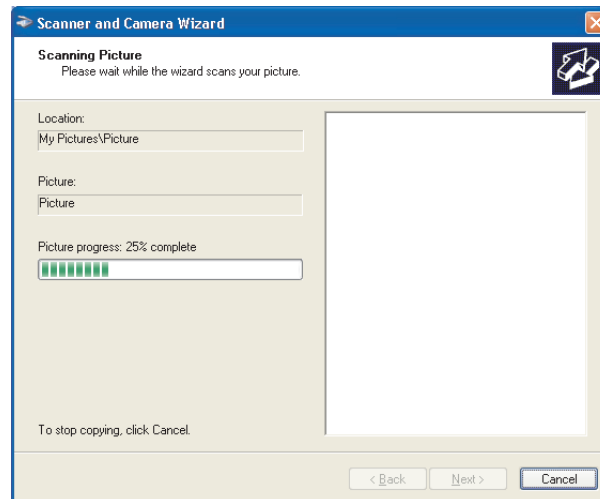 Scanner and Camera Wizard
Scanning Picture
Please wait while the wizard scans your picture.
Location:
My Pictures\Picture
Picture:
Picture
Picture progress: 25% complete
To stop copying, click Cancel.
< Back
Next >
Cancel